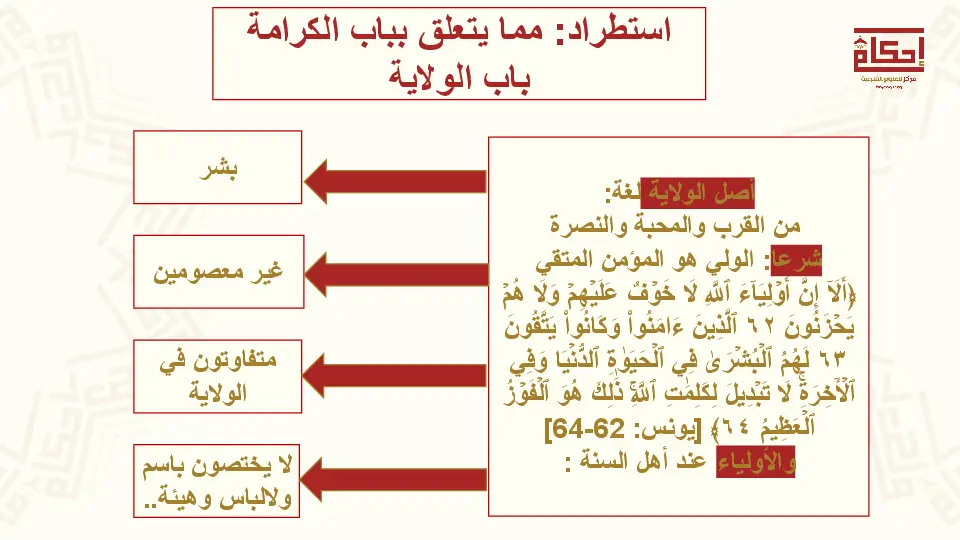 استطراد: مما يتعلق بباب الكرامة
باب الولاية
إحكام
مركز للعلوم الشرعية
أصل الولاية لغة:
من القرب والمحبة والنصرة
شرعا: الولي هو المؤمن المتقي
﴿أَلَآ إِنَّ أَوۡلِيَآءَ ٱللَّهِ لَا خَوۡفٌ عَلَيۡهِمۡ وَلَا هُمۡ
يَحۡزَنُونَ ٦٢ ٱلَّذِينَ ءَامَنُواْ وَكَانُواْ يَتَّقُونَ
٦٣ لَهُمُ ٱلۡبُشۡرَىٰ فِي ٱلۡحَيَوٰةِ ٱلدُّنۡيَا وَفِي
ٱلۡأٓخِرَةِۚ لَا تَبۡدِيلَ لِكَلِمَٰتِ ٱللَّهِۚ ذَٰلِكَ هُوَ ٱلۡفَوۡزُ
ٱلۡعَظِيمُ ٦٤﴾ [يونس: 62-64]
والأولياء عند أهل السنة :
بشر
غير معصومين
متفاوتون في
الولاية
لا يختصون باسم
ولالباس وهيئة..